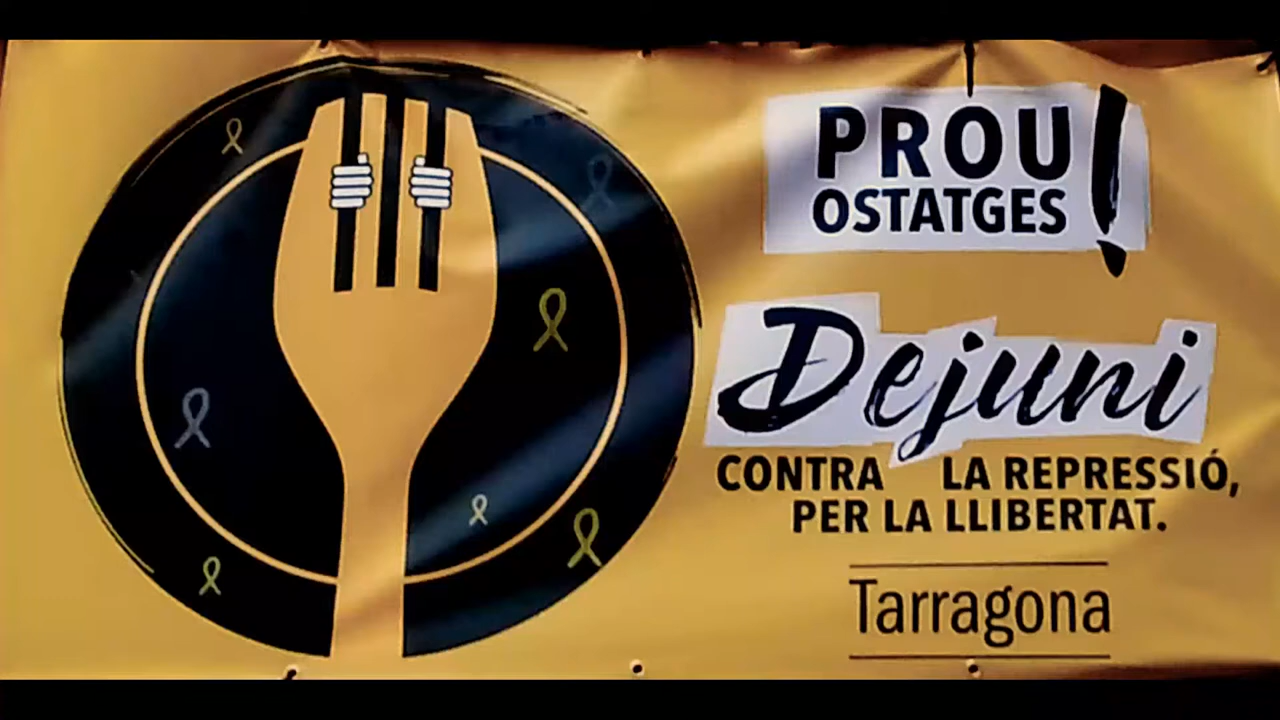 PROU!
OSTATGES
Dejuni
CONTRA LA REPRESSIÓ,
PER LA LLIBERTAT.
Tarragona